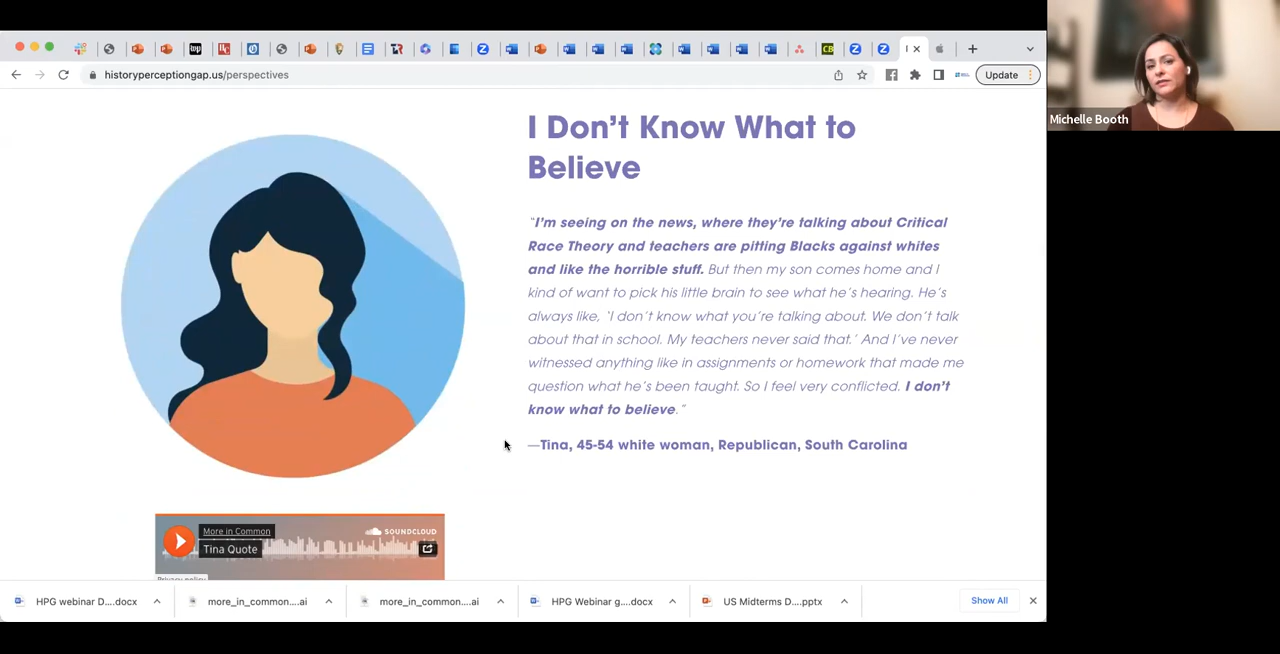 historyperceptiongap.us/perspectives
Update
Michelle Booth
I Don't Know What to
Believe
"I'm seeing on the news, where they're talking about Critical
Race Theory and teachers are pitting Blacks against whites
and like the horrible stuff. But then my son comes home and I
kind of want to pick his little brain to see what he's hearing. He's
always like, 'I don't know what you're talking about. We don't talk
about that in school. My teachers never said that.' And I've never
witnessed anything like in assignments or homework that made me
question what he's been taught. So I feel very conflicted. I don't
know what to believe."
—Tina, 45-54 white woman, Republican, South Carolina
More in Common
SOUNDCLOUD
Tina Quote
Privacy policy
HPG webinar D....docx
more_in_common....ai
more_in_common....ai
HPG Webinar g....docx
US Midterms D....pptx
Show All